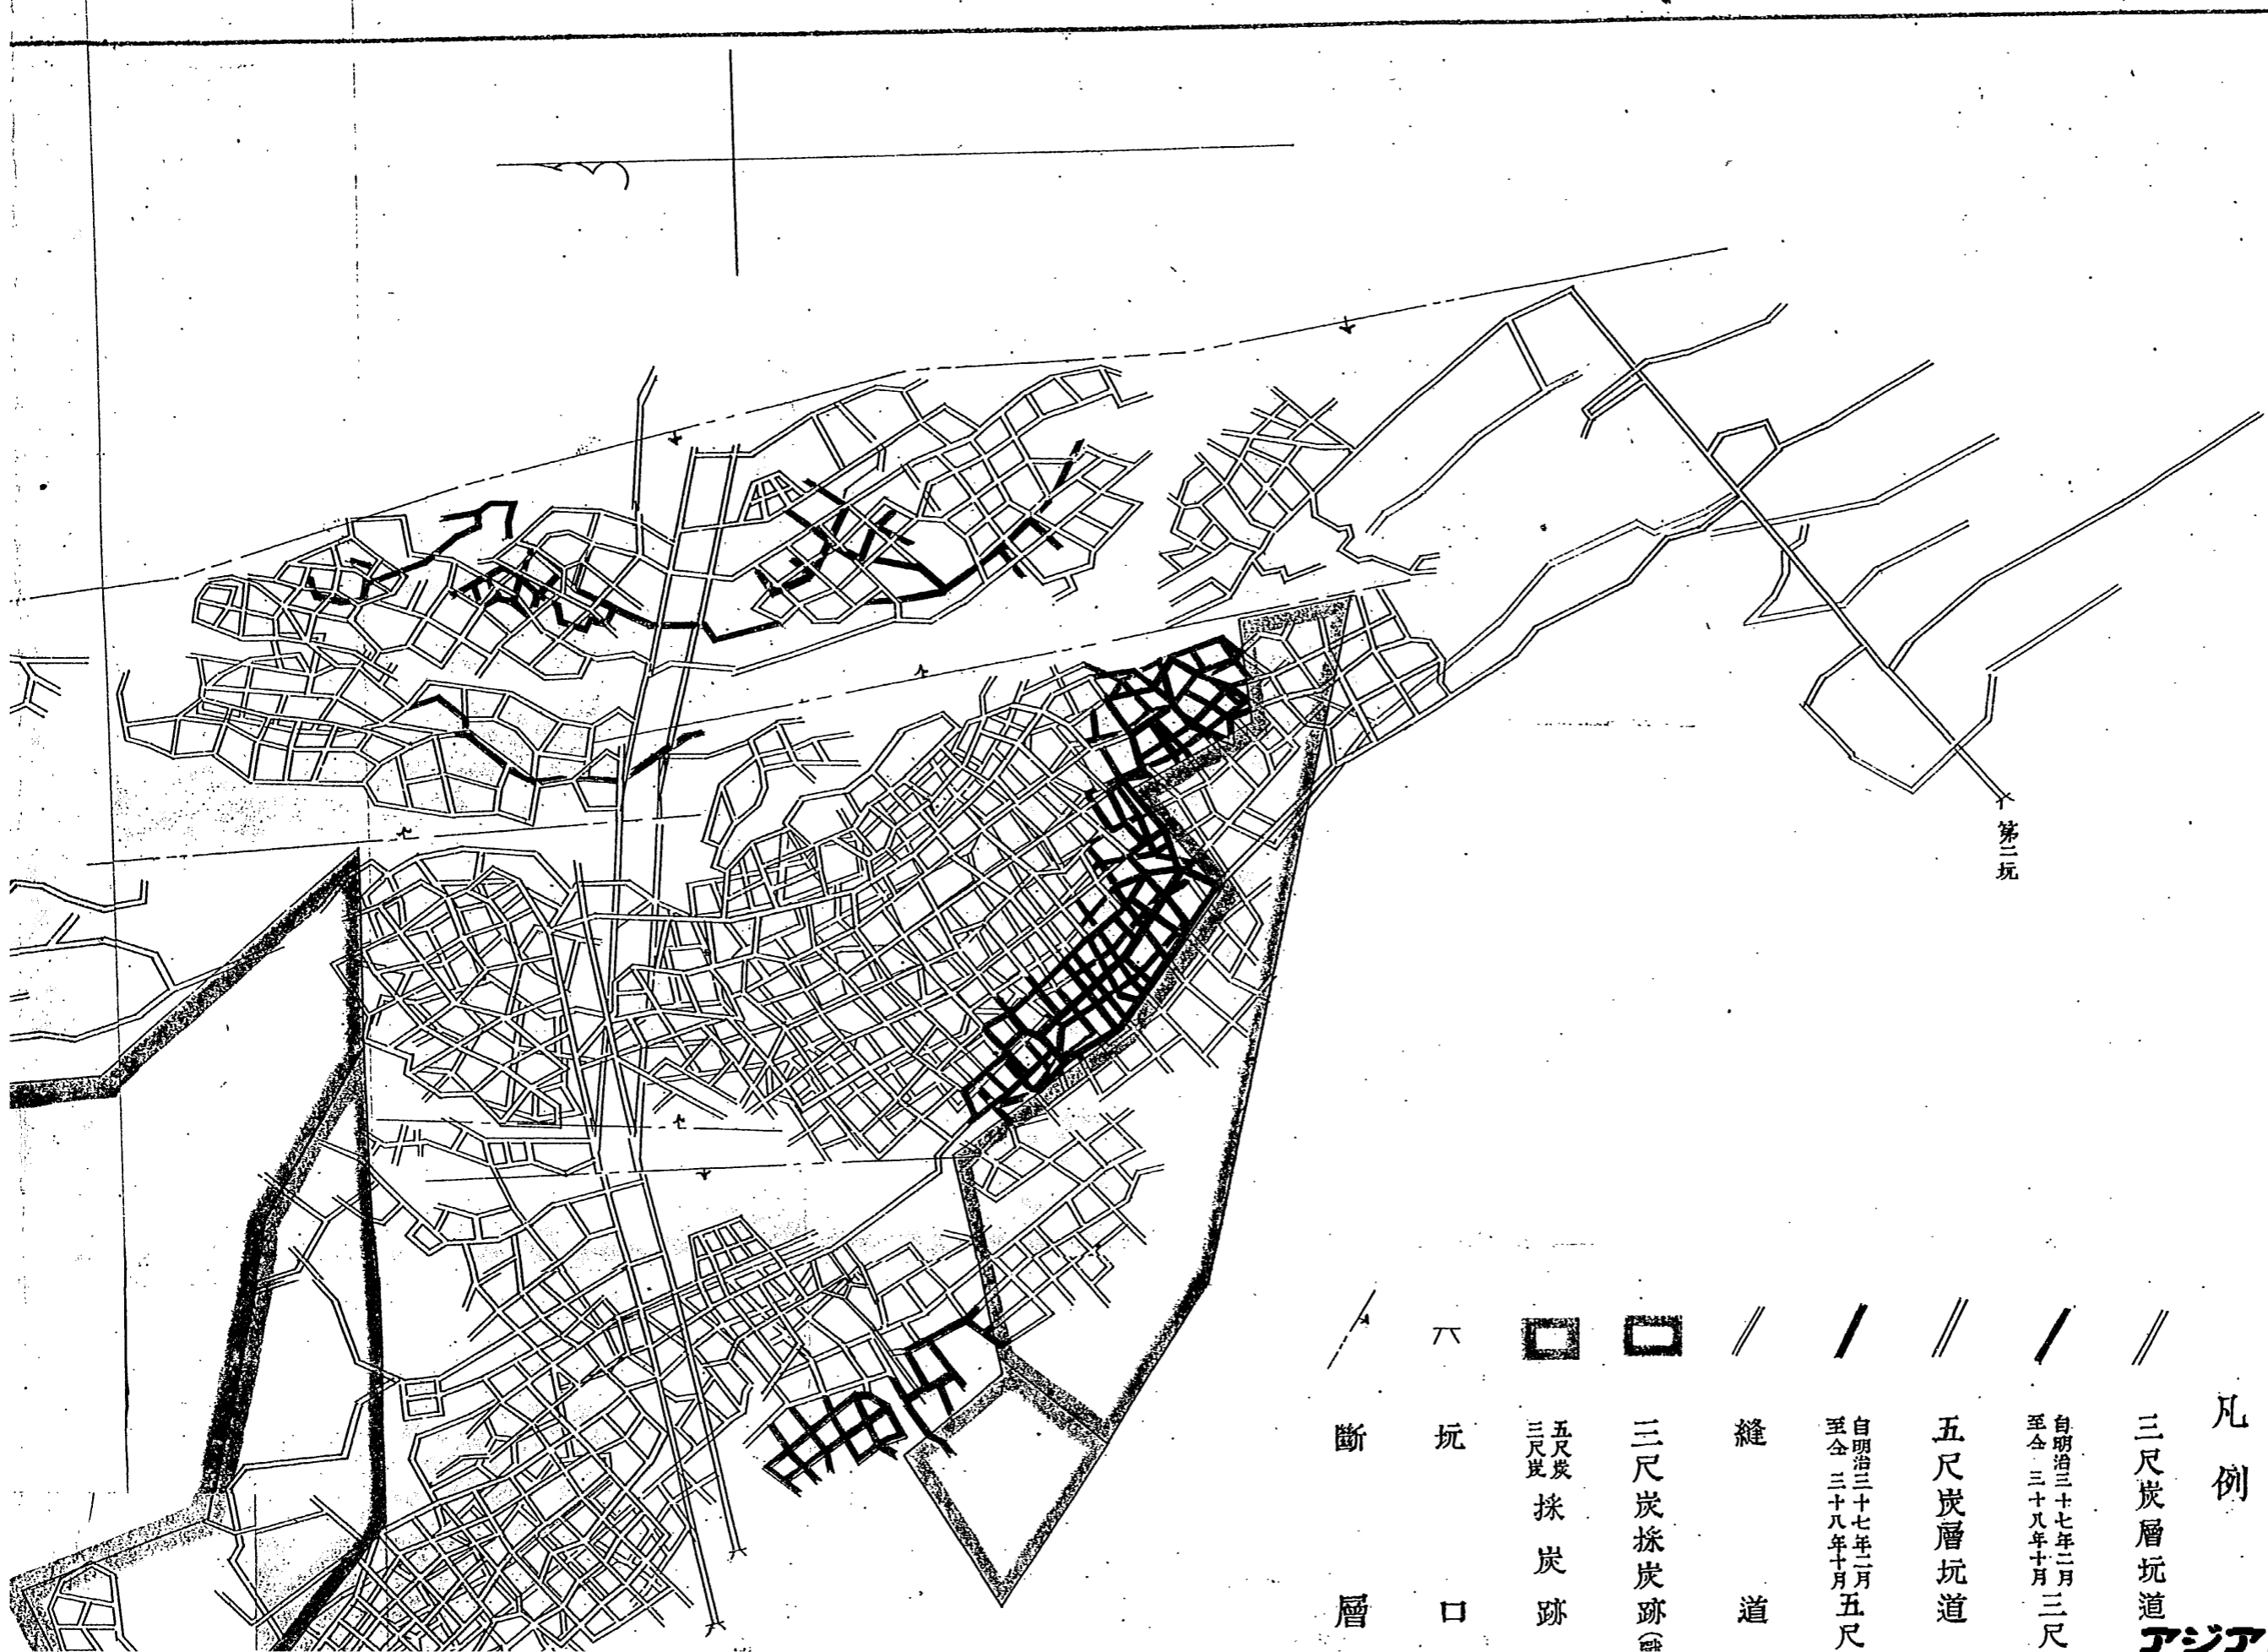 凡例
三尺炭層坑道
自明治三十七年二月
至仝 三十八年十月
三尺
五尺炭層坑道
自明治三十七年二月
至仝 三十八年十月
五尺
縫道
三尺炭採炭跡
五尺炭
三尺炭
採炭跡
坑口
斷層
第二坑
アジア